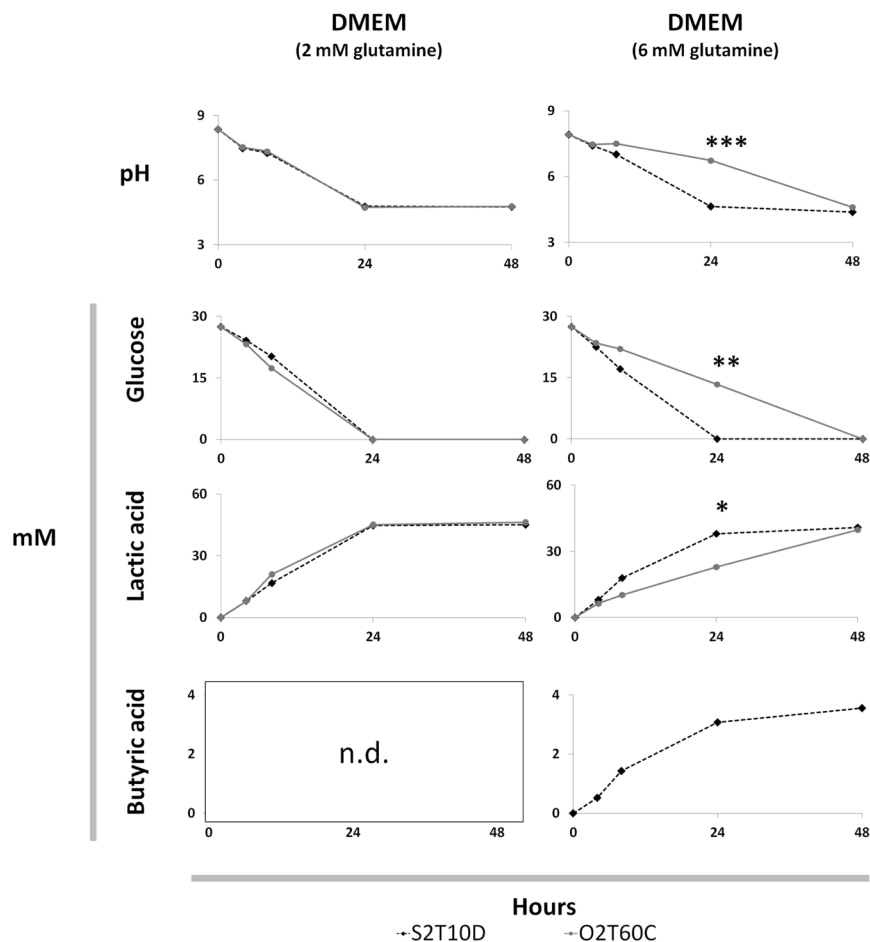 DMEM
(2 mM glutamine)
DMEM
(6 mM glutamine)
pH
9
6
3
0 24 48
9
6
3
0 24 48
***
mM
Glucose
30
15
0
0 24 48
30
15
0
0 24 48
**
Lactic acid
60
30
0
0 24 48
60
30
0
0 24 48
*
Butyric acid
4
2
0
0 24 48
n.d.
4
2
0
0 24 48
Hours
S2T10D O2T60C